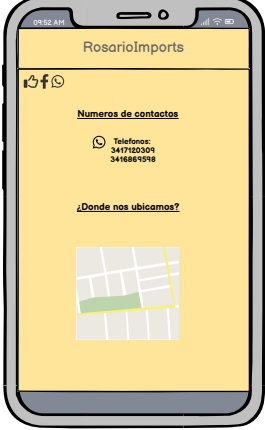 09:52 AM
RosarioImports
Numeros de contactos
Telefonos:
3417120309
3416869598
¿Donde nos ubicamos?